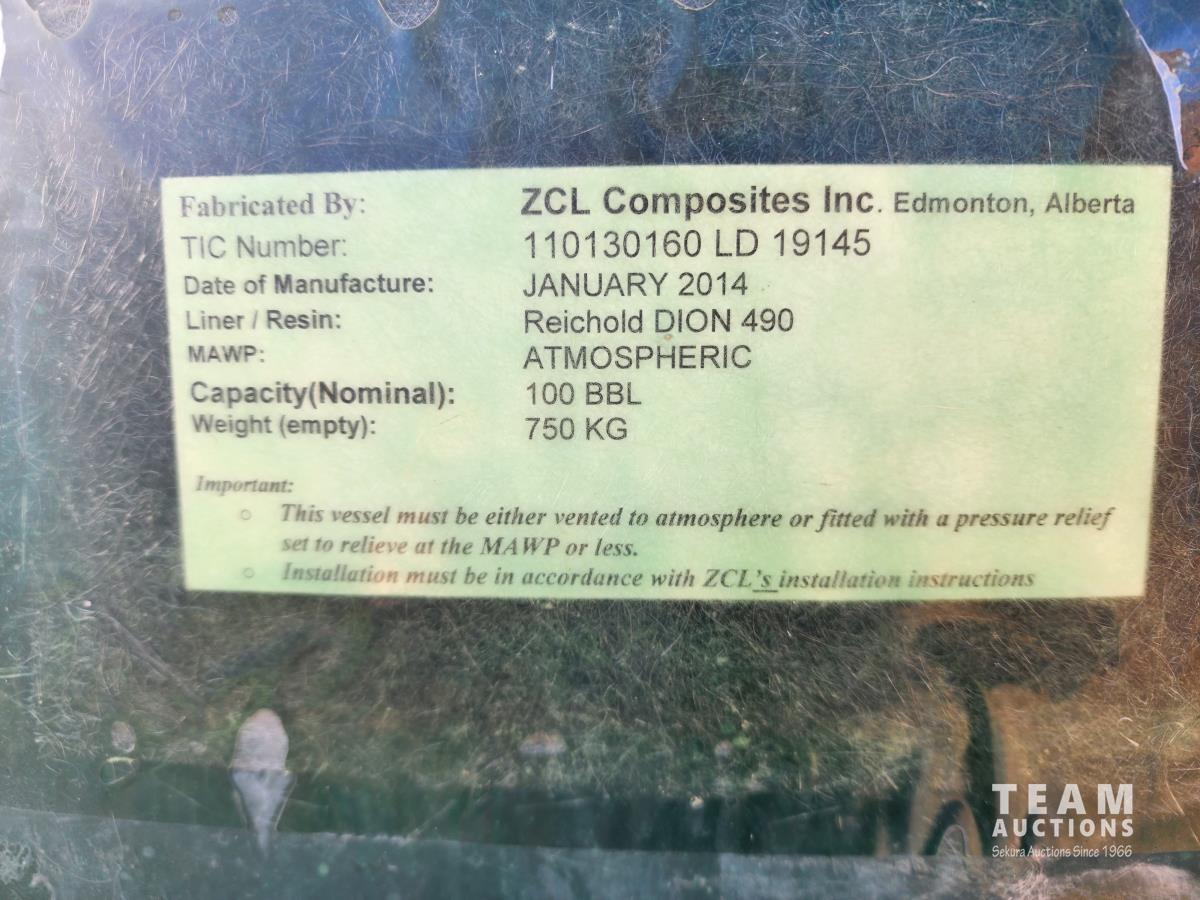 Fabricated By: ZCL Composites Inc. Edmonton, Alberta
TIC Number: 110130160 LD 19145
Date of Manufacture: JANUARY 2014
Liner / Resin: Reichold DION 490
MAWP: ATMOSPHERIC
Capacity(Nominal): 100 BBL
Weight (empty): 750 KG
Important:
○ This vessel must be either vented to atmosphere or fitted with a pressure relief
set to relieve at the MAWP or less.
○ Installation must be in accordance with ZCL's installation instructions
TEAM
AUCTIONS
Sekura Auctions Since 1966